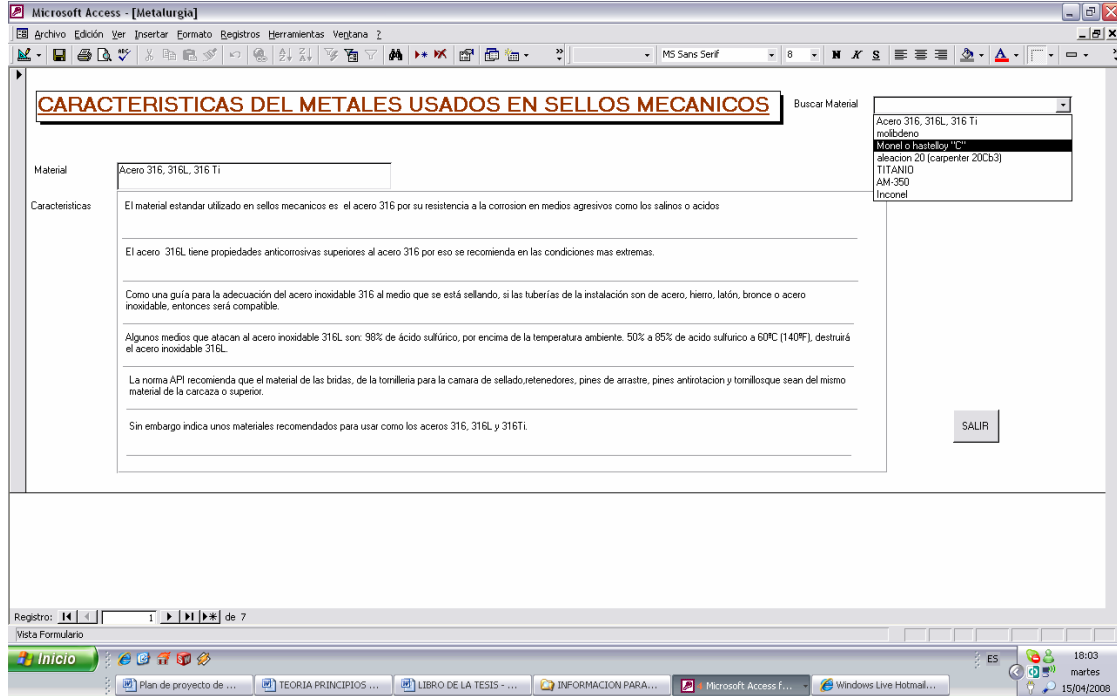 Microsoft Access - [Metalurgia]
Archivo Edición Ver Insertar Formato Registros Herramientas Ventana ?
MS Sans Serif 8 N K S
CARACTERISTICAS DEL METALES USADOS EN SELLOS MECANICOS
Buscar Material
Acero 316, 316L, 316 Ti
molibdeno
Monel o hastelloy "C"
aleacion 20 (carpenter 20Cb3)
TITANIO
AM-350
Inconel
Material
Acero 316, 316L, 316 Ti
Caracteristicas
El material estandar utilizado en sellos mecanicos es el acero 316 por su resistencia a la corrosion en medios agresivos como los salinos o acidos
El acero 316L tiene propiedades anticorrosivas superiores al acero 316 por eso se recomienda en las condiciones mas extremas.
Como una guía para la adecuación del acero inoxidable 316 al medio que se está sellando, si las tuberías de la instalación son de acero, hierro, latón, bronce o acero
inoxidable, entonces será compatible.
Algunos medios que atacan al acero inoxidable 316L son: 98% de ácido sulfúrico, por encima de la temperatura ambiente. 50% a 85% de acido sulfurico a 60ºC (140ºF), destruirá
el acero inoxidable 316L.
La norma API recomienda que el material de las bridas, de la tornilleria para la camara de sellado,retenedores, pines de arrastre, pines antirotacion y tornillosque sean del mismo
material de la carcaza o superior.
Sin embargo indica unos materiales recomendados para usar como los aceros 316, 316L y 316Ti.
SALIR
Registro: 1 de 7
Vista Formulario
Inicio
ES
18:03
martes
15/04/2008
Plan de proyecto de ...
TEORIA PRINCIPIOS ...
LIBRO DE LA TESIS - ...
INFORMACION PARA...
Microsoft Access f...
Windows Live Hotmail...